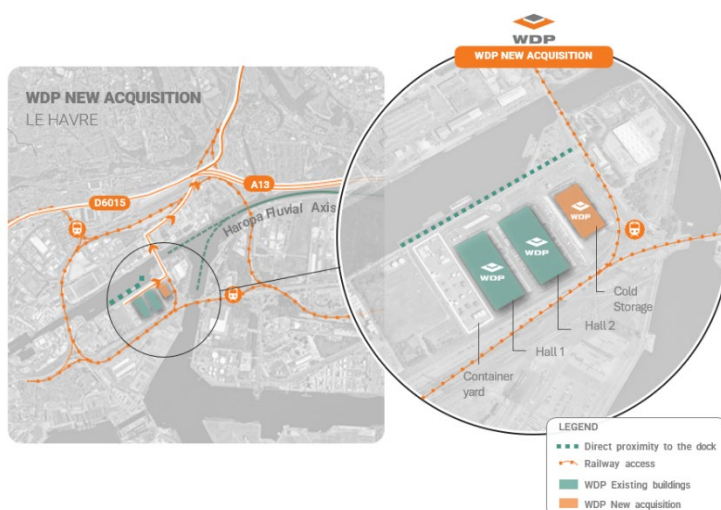 WDP
WDP NEW ACQUISITION
WDP NEW ACQUISITION
LE HAVRE
D6015
A13
Haropa Fluvial Axis
WDP
WDP
WDP
Cold
Storage
Hall 2
Hall 1
Container
yard
LEGEND
Direct proximity to the dock
Railway access
WDP Existing buildings
WDP New acquisition